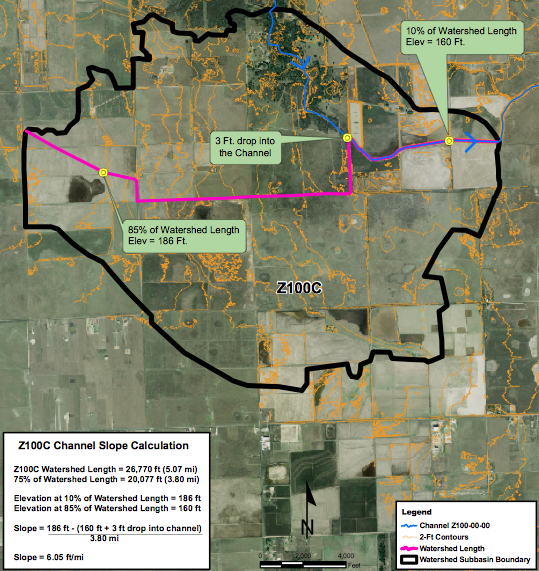 10% of Watershed Length
Elev = 160 Ft.
3 Ft. drop into
the Channel
85% of Watershed Length
Elev = 186 Ft.
Z100C
Z100C Channel Slope Calculation
Z100C Watershed Length = 26,770 ft (5.07 mi)
75% of Watershed Length = 20,077 ft (3.80 mi)
Elevation at 10% of Watershed Length = 186 ft
Elevation at 85% of Watershed Length = 160 ft
Slope = 186 ft - (160 ft + 3 ft drop into channel)
3.80 mi
Slope = 6.05 ft/mi
N
0 2,000 4,000
Feet
Legend
Channel Z100-00-00
2-Ft Contours
Watershed Length
Watershed Subbasin Boundary